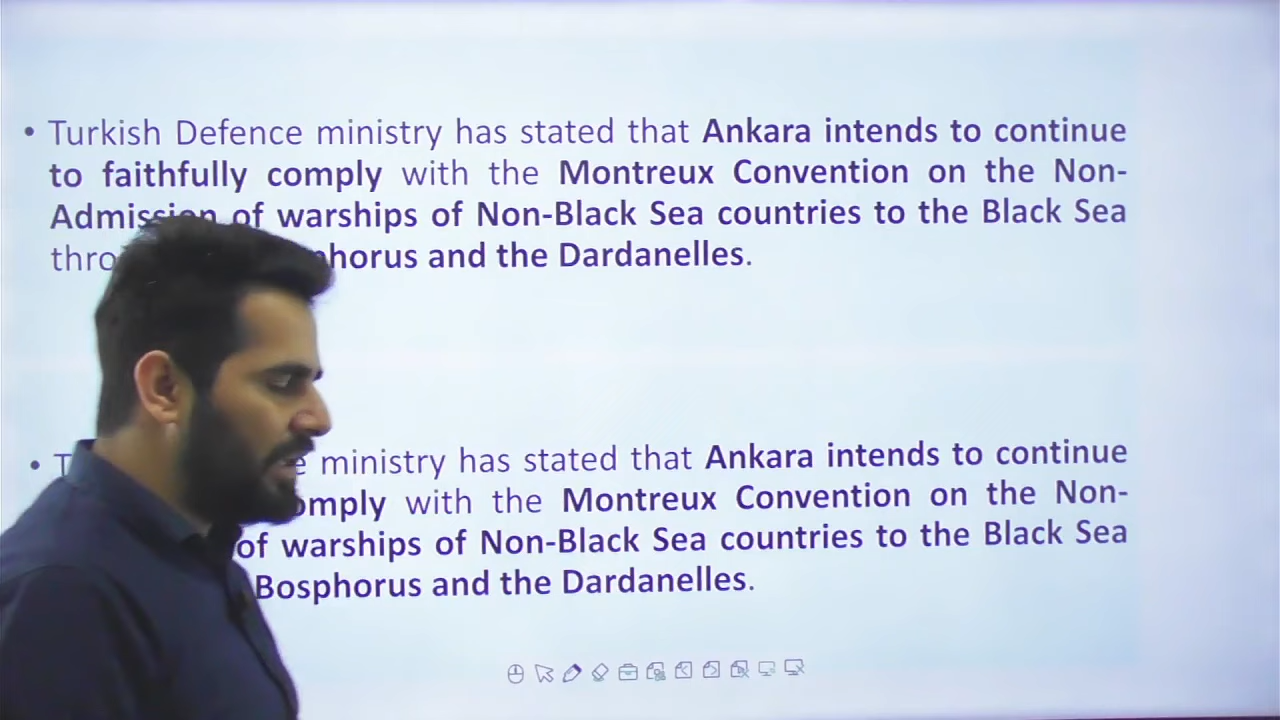 • Turkish Defence ministry has stated that Ankara intends to continue
to faithfully comply with the Montreux Convention on the Non-
Admission of warships of Non-Black Sea countries to the Black Sea
and the Dardanelles.
• ministry has stated that Ankara intends to continue
with the Montreux Convention on the Non-
of warships of Non-Black Sea countries to the Black Sea
Bosphorus and the Dardanelles.